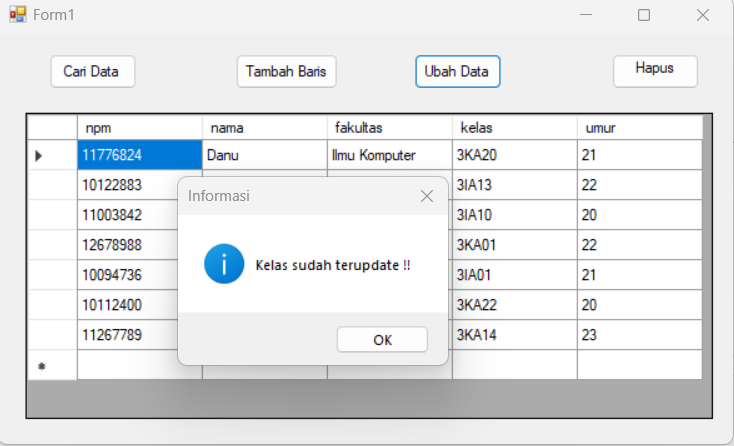 Form1
Cari Data Tambah Baris Ubah Data Hapus
npm nama fakultas kelas umur
11776824 Danu Ilmu Komputer 3KA20 21
10122883 3IA13 22
Informasi
11003842 3IA10 20
12678988 3KA01 22
Kelas sudah terupdate !!
10094736 3IA01 21
10112400 3KA22 20
11267789 3KA14 23
OK